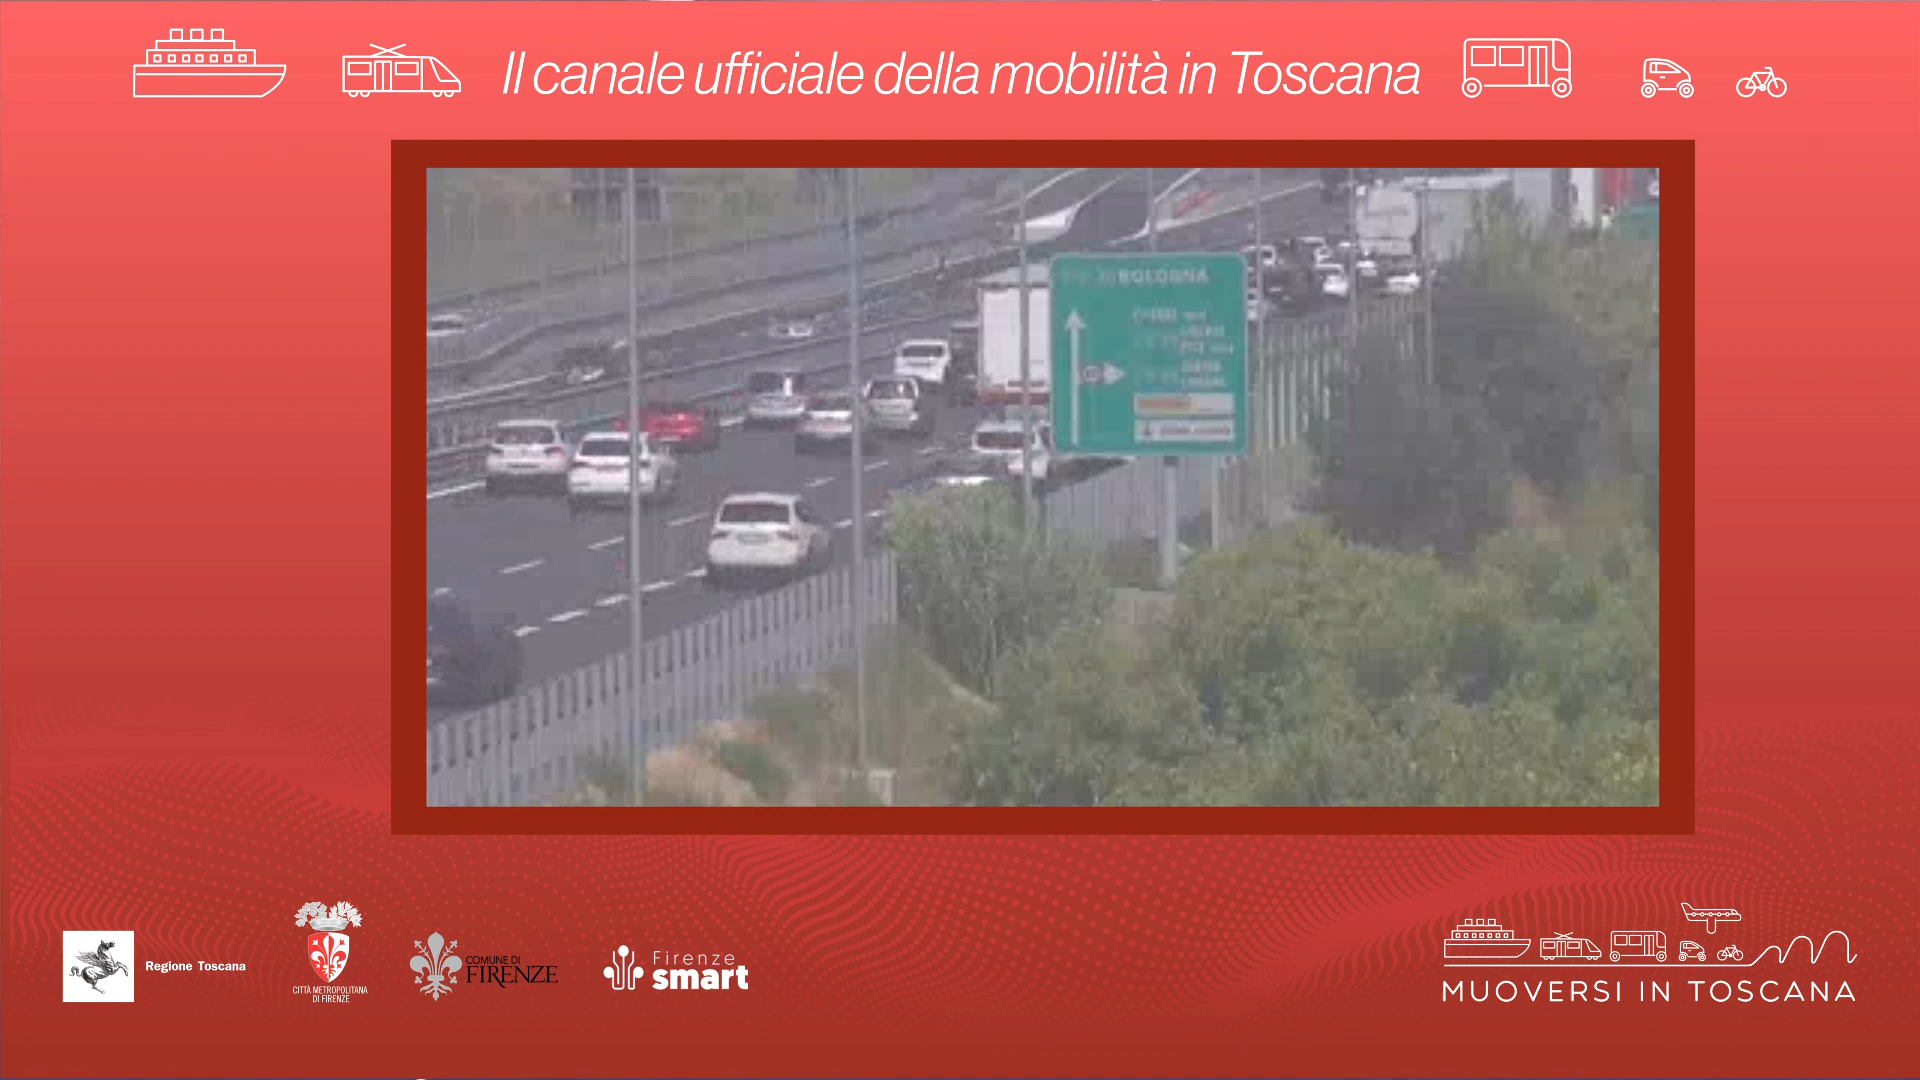 Il canale ufficiale della mobilità in Toscana
BOLOGNA
Regione Toscana
CITTÀ METROPOLITANA
DI FIRENZE
COMUNE DI
FIRENZE
Firenze
smart
MUOVERSI IN TOSCANA